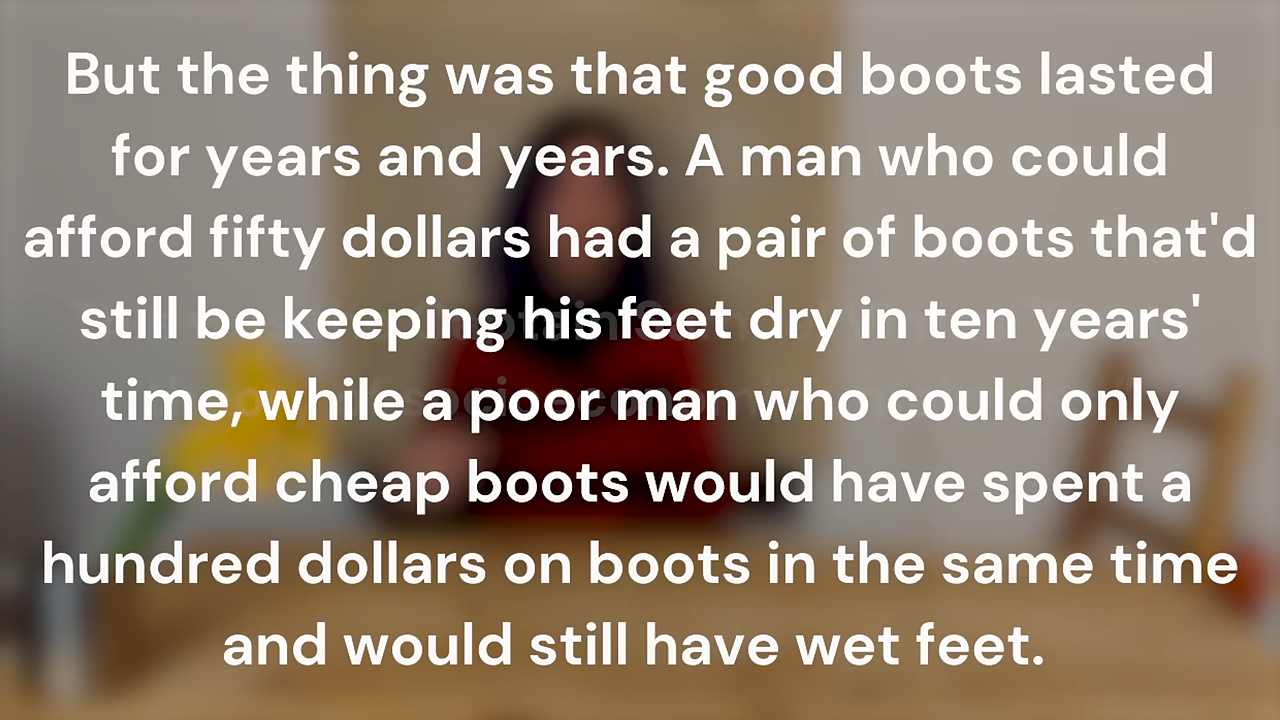 But the thing was that good boots lasted
for years and years. A man who could
afford fifty dollars had a pair of boots that'd
still be keeping his feet dry in ten years'
time, while a poor man who could only
afford cheap boots would have spent a
hundred dollars on boots in the same time
and would still have wet feet.